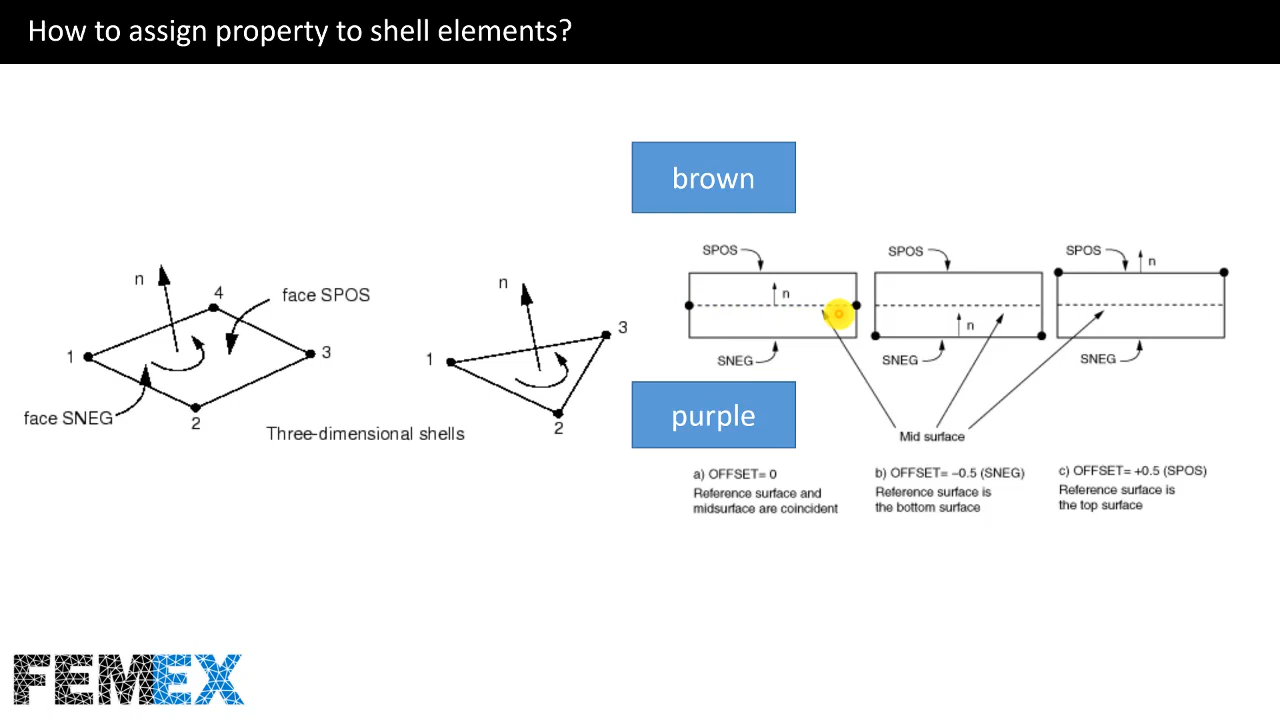 How to assign property to shell elements?
brown
n
4
face SPOS
1
3
face SNEG
2
n
3
1
2
Three-dimensional shells
SPOS
n
SNEG
SPOS
n
SNEG
SPOS
n
SNEG
purple
Mid surface
a) OFFSET= 0
Reference surface and
midsurface are coincident
b) OFFSET= –0.5 (SNEG)
Reference surface is
the bottom surface
c) OFFSET= +0.5 (SPOS)
Reference surface is
the top surface
FEMEX